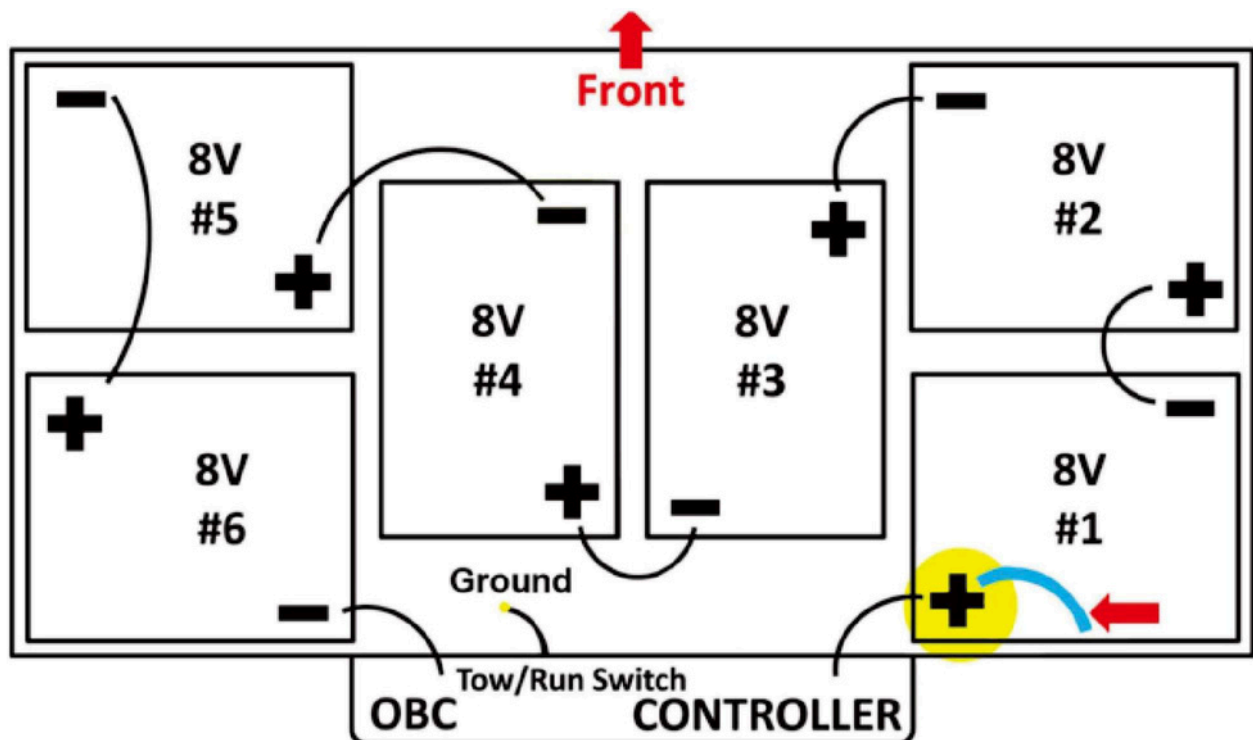 Front
8V
#5
8V
#4
8V
#3
8V
#2
8V
#6
8V
#1
Ground
Tow/Run Switch
OBC
CONTROLLER